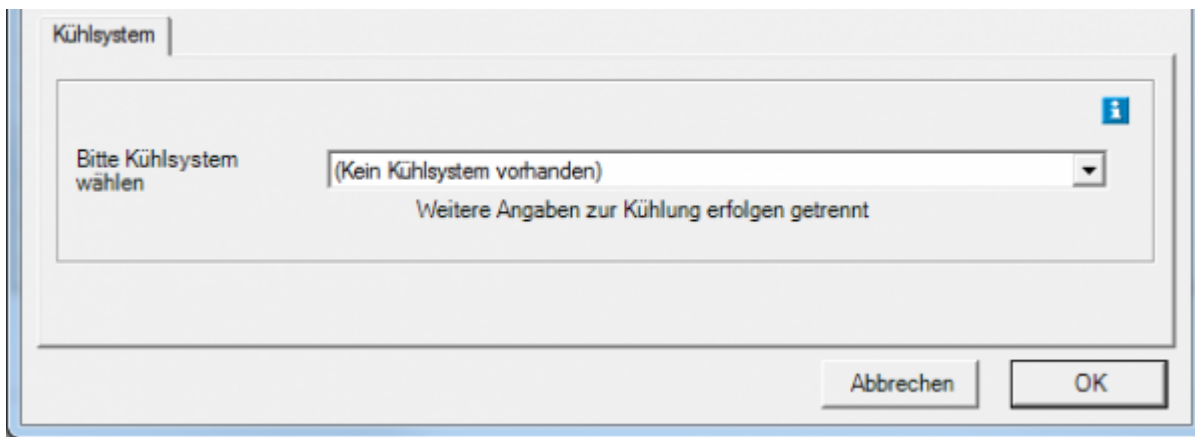 Kühlsystem
Bitte Kühlsystem
wählen
(Kein Kühlsystem vorhanden)
Weitere Angaben zur Kühlung erfolgen getrennt
Abbrechen
OK